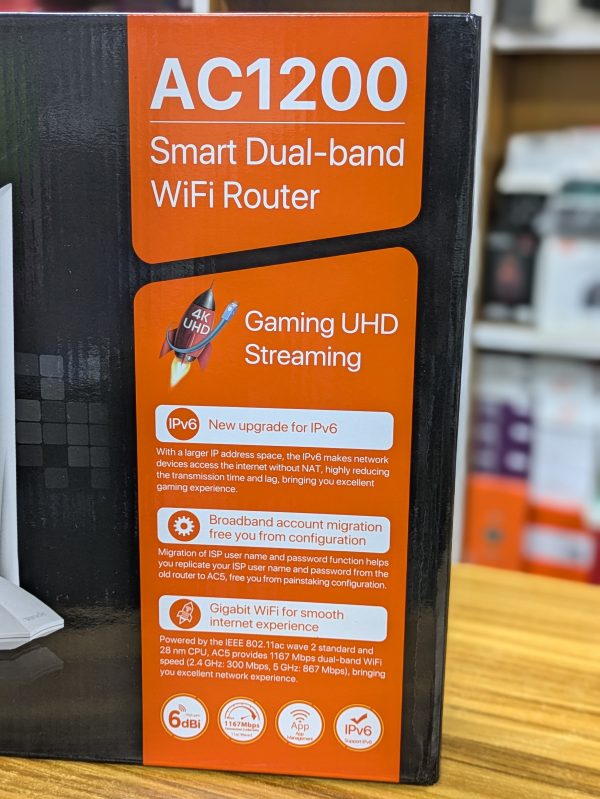 AC1200
Smart Dual-band
WiFi Router
4K
UHD
Gaming UHD
Streaming
IPv6 New upgrade for IPv6
With a larger IP address space, the IPv6 makes network
devices access the internet without NAT, highly reducing
the transmission time and lag, bringing you excellent
gaming experience.
Broadband account migration
free you from configuration
Migration of ISP user name and password function helps
you replicate your ISP user name and password from the
old router to AC5, free you from painstaking configuration.
Gigabit WiFi for smooth
internet experience
Powered by the IEEE 802.11ac wave 2 standard and
28 nm CPU, AC5 provides 1167 Mbps dual-band WiFi
speed (2.4 GHz: 300 Mbps, 5 GHz: 867 Mbps), bringing
you excellent network experience.
6dBi
1167Mbps
App
App
Management
IPv6
Support IPv6